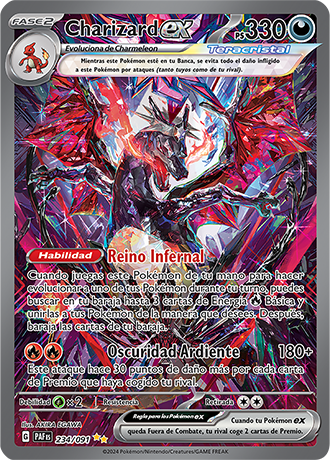 FASE2 Charizard ex PS330
Evoluciona de Charmeleon Teracristal
Mientras este Pokémon esté en tu Banca, se evita todo el daño infligido
a este Pokémon por ataques (tanto tuyos como de tu rival).
Habilidad Reino Infernal
Cuando juegas este Pokémon de tu mano para hacer
evolucionar a uno de tus Pokémon durante tu turno, puedes
buscar en tu baraja hasta 3 cartas de Energía Básica y
unirlas a tus Pokémon de la manera que desees. Después,
baraja las cartas de tu baraja.
Oscuridad Ardiente 180+
Este ataque hace 30 puntos de daño más por cada carta
de Premio que haya cogido tu rival.
Debilidad ×2 Resistencia Retirada
Ilus. AKIRA EGAWA
Regla para los Pokémon ex
Cuando tu Pokémon ex
queda Fuera de Combate, tu rival coge 2 cartas de Premio.
G PAF ES 234/091
©2024 Pokémon/Nintendo/Creatures/GAME FREAK